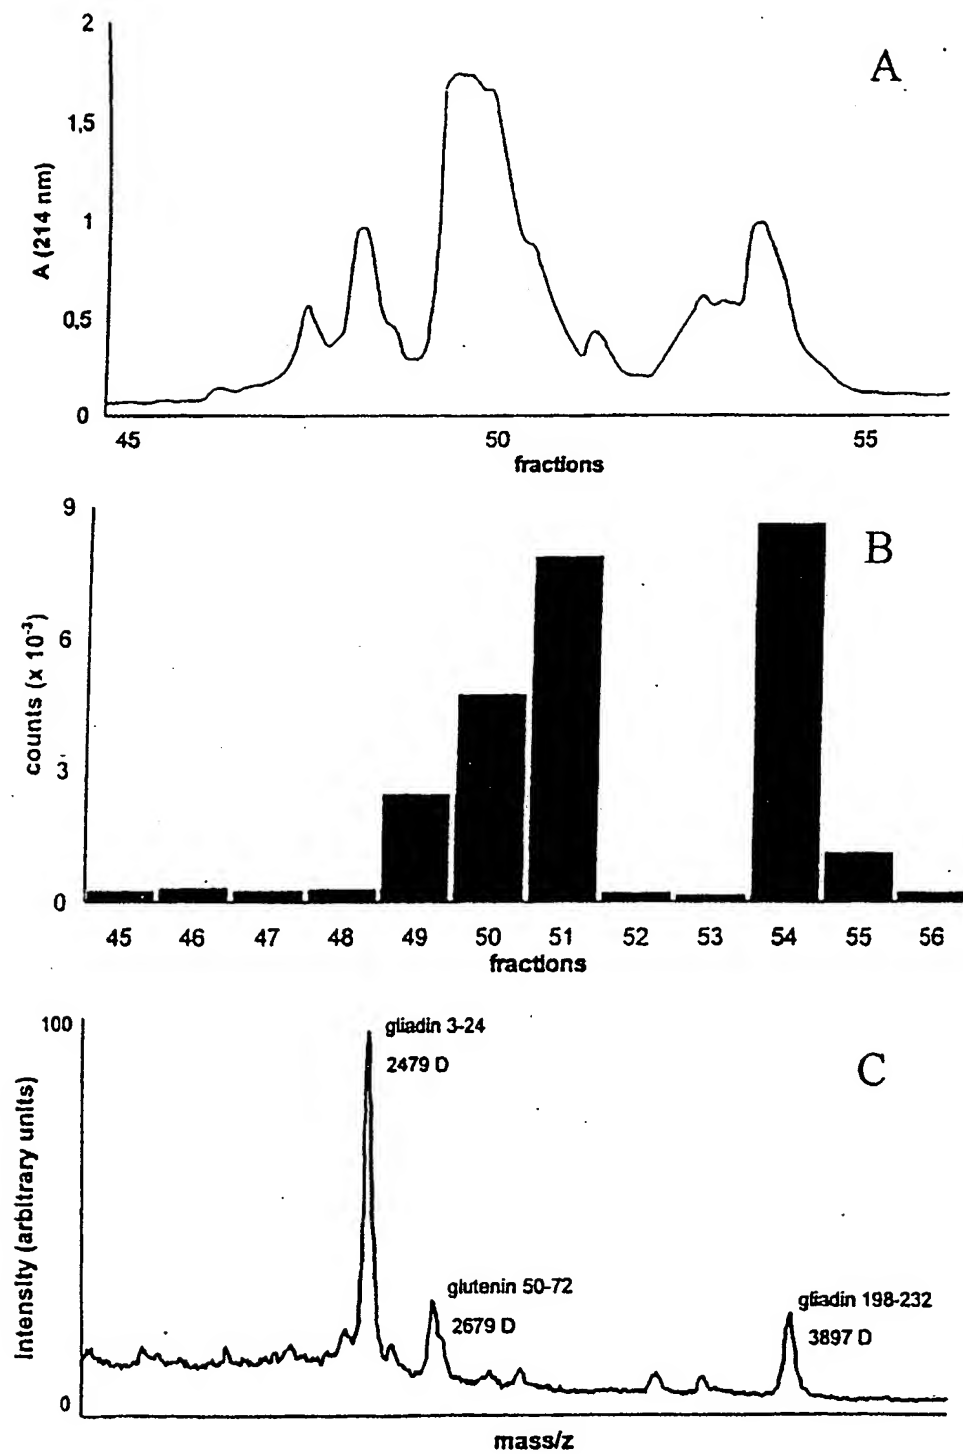 2
A
1,5
A (214 nm)
1
0,5
0
45 50 55
fractions
9
B
counts (x 10⁻³)
6
3
0
45 46 47 48 49 50 51 52 53 54 55 56
fractions
100
gliadin 3-24
2479 D
C
Intensity (arbitrary units)
glutenin 50-72
2679 D
gliadin 198-232
3897 D
0
mass/z